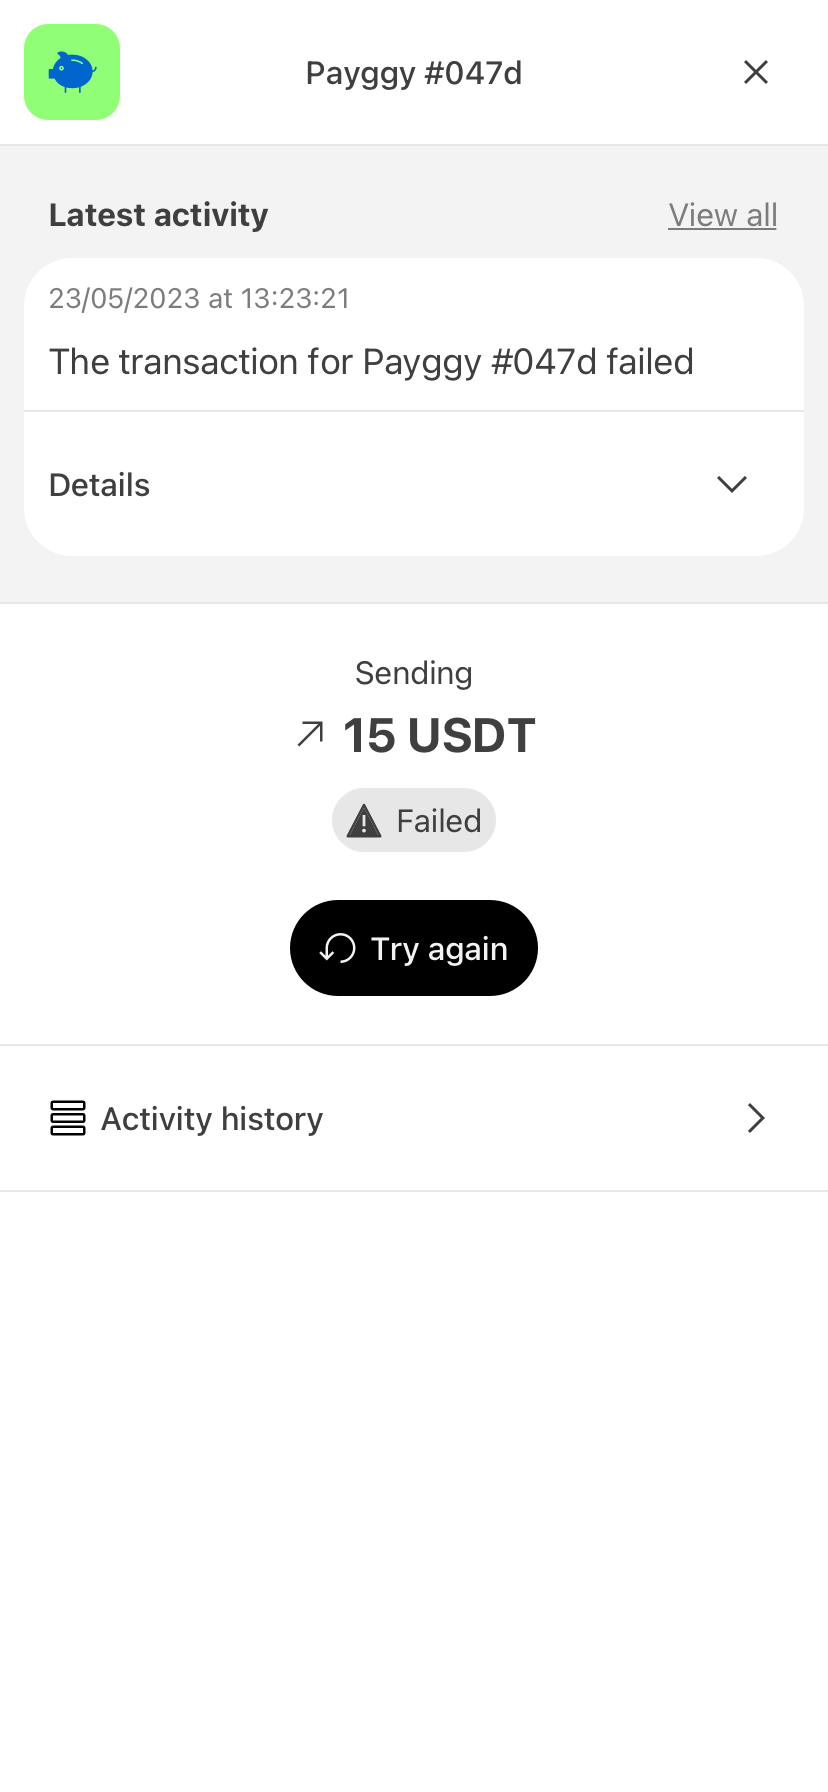 Payggy #047d
Latest activity
View all
23/05/2023 at 13:23:21
The transaction for Payggy #047d failed
Details
Sending
15 USDT
Failed
Try again
Activity history